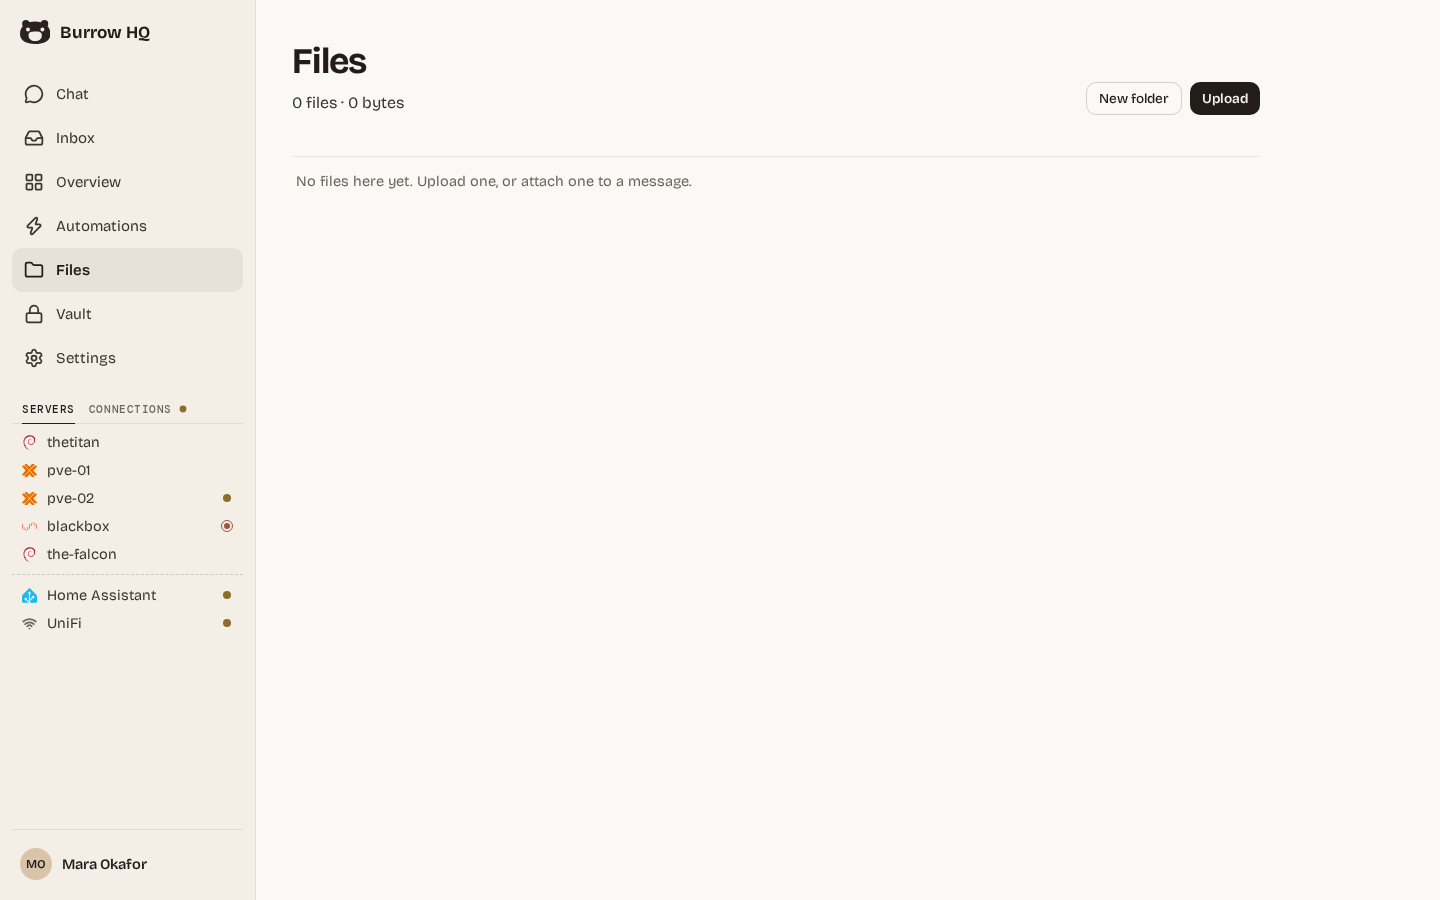 Burrow HQ
Chat
Inbox
Overview
Automations
Files
Vault
Settings
SERVERS CONNECTIONS
thetitan
pve-01
pve-02
blackbox
the-falcon
Home Assistant
UniFi
MO Mara Okafor
Files
0 files · 0 bytes
New folder Upload
No files here yet. Upload one, or attach one to a message.